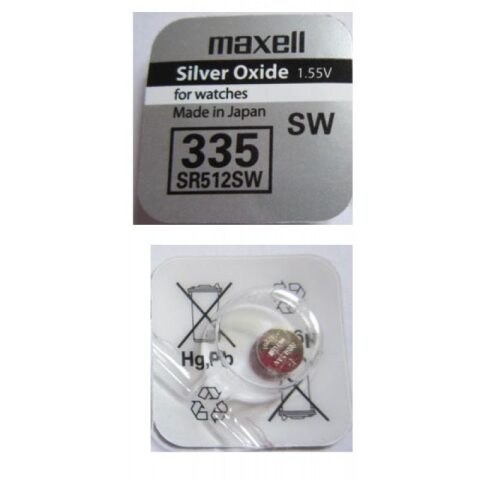 maxell
Silver Oxide 1.55V
for watches
Made in Japan
SW
335
SR512SW
Hg,Pb